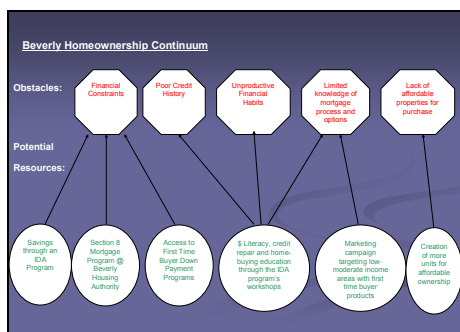 Beverly Homeownership Continuum
Obstacles:
Financial
Constraints
Poor Credit
History
Unproductive
Financial
Habits
Limited
knowledge of
mortgage
process and
options
Lack of
affordable
properties for
purchase
Potential
Resources:
Savings
through an
IDA
Program
Section 8
Mortgage
Program @
Beverly
Housing
Authority
Access to
First Time
Buyer Down
Payment
Programs
$ Literacy, credit
repair and home-
buying education
through the IDA
program's
workshops
Marketing
campaign
targeting low-
moderate income
areas with first
time buyer
products
Creation
of more
units for
affordable
ownership